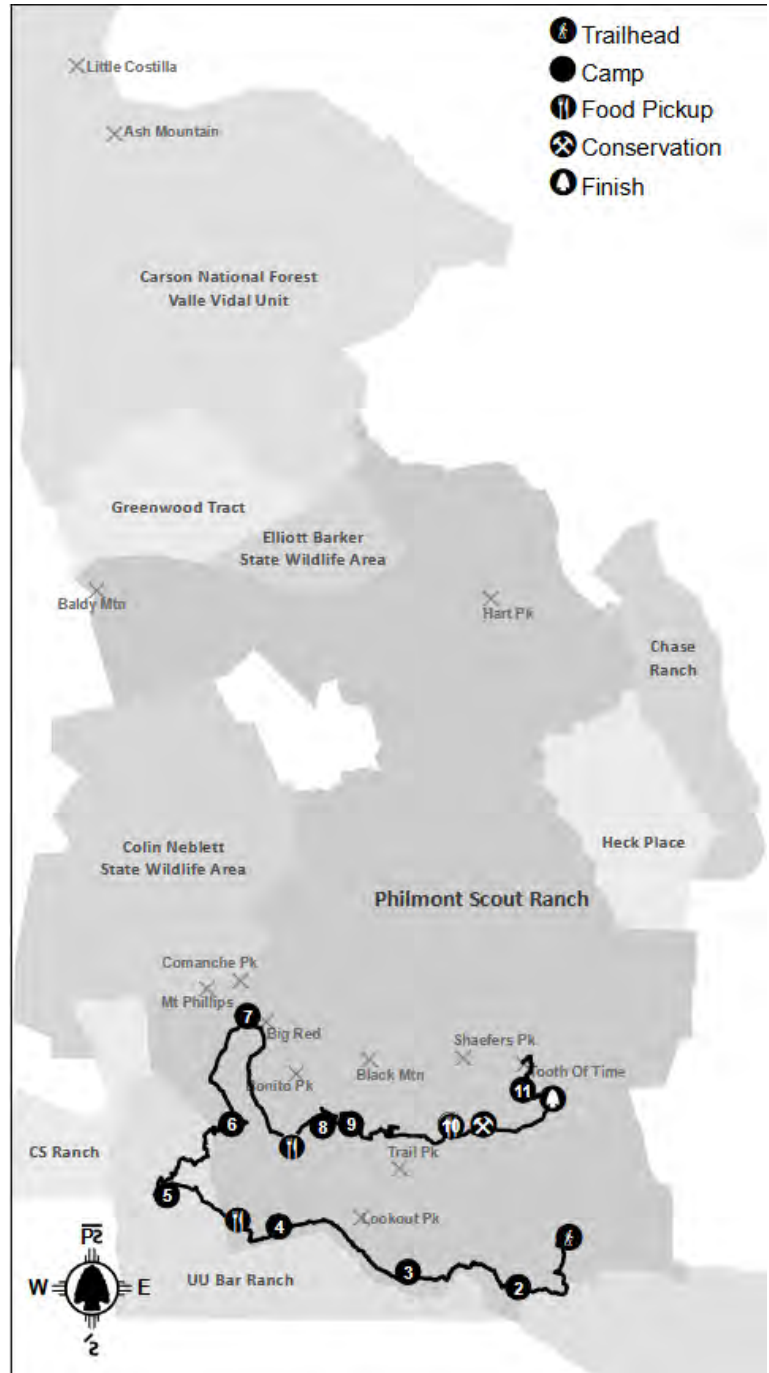 Trailhead
Camp
Food Pickup
Conservation
Finish
Little Costilla
Ash Mountain
Carson National Forest
Valle Vidal Unit
Greenwood Tract
Elliott Barker
State Wildlife Area
Baldy Mtn
Hart Pk
Chase
Ranch
Heck Place
Colin Neblett
State Wildlife Area
Philmont Scout Ranch
Comanche Pk
Mt Phillips
7
Big Red
Bonito Pk
Black Mtn
Shaefers Pk
Tooth Of Time
11
6
8
9
10
CS Ranch
Trail Pk
5
4
Lookout Pk
3
2
UU Bar Ranch
W
E